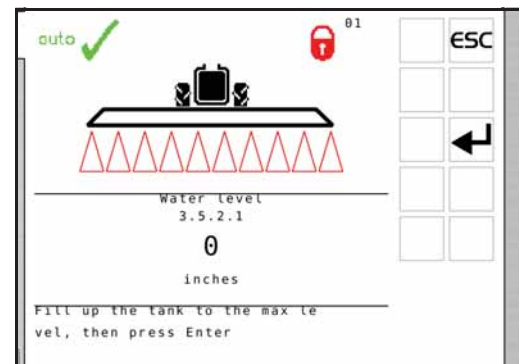 auto
01
ESC
Water level
3.5.2.1
0
inches
Fill up the tank to the max le
vel, then press Enter